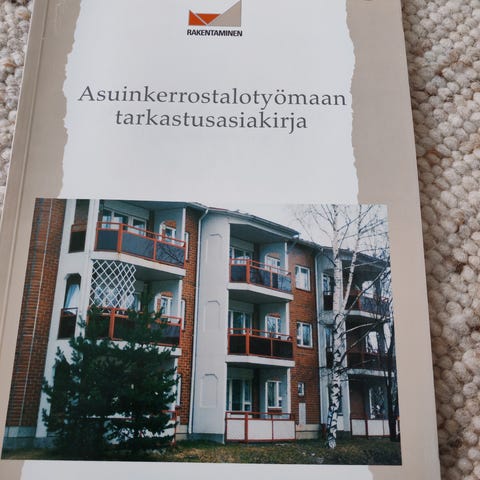 RAKENTAMINEN
Asuinkerrostalotyömaan
tarkastusasiakirja